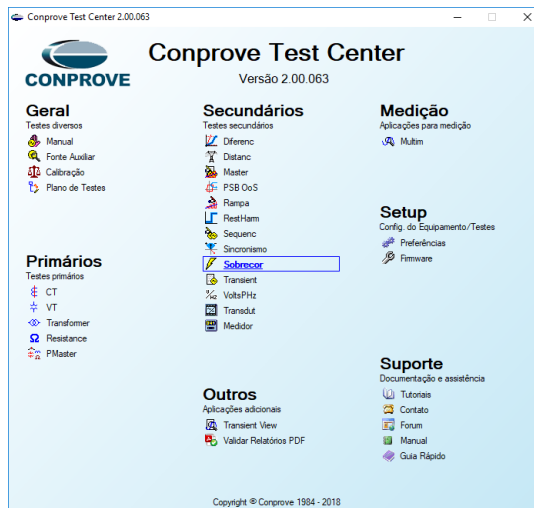 Conprove Test Center 2.00.063
CONPROVE
Conprove Test Center
Versão 2.00.063
Geral
Testes diversos
Manual
Fonte Auxiliar
Calibração
Plano de Testes
Primários
Testes primários
CT
VT
Transformer
Resistance
PMaster
Secundários
Testes secundários
Diferenc
Distanc
Master
PSB OoS
Rampa
RestHarm
Sequenc
Sincronismo
Sobrecor
Transient
VoltsPHz
Transdut
Medidor
Outros
Aplicações adicionais
Transient View
Validar Relatórios PDF
Medição
Aplicações para medição
Multim
Setup
Config. do Equipamento/Testes
Preferências
Firmware
Suporte
Documentação e assistência
Tutoriais
Contato
Forum
Manual
Guia Rápido
Copyright © Conprove 1984 - 2018